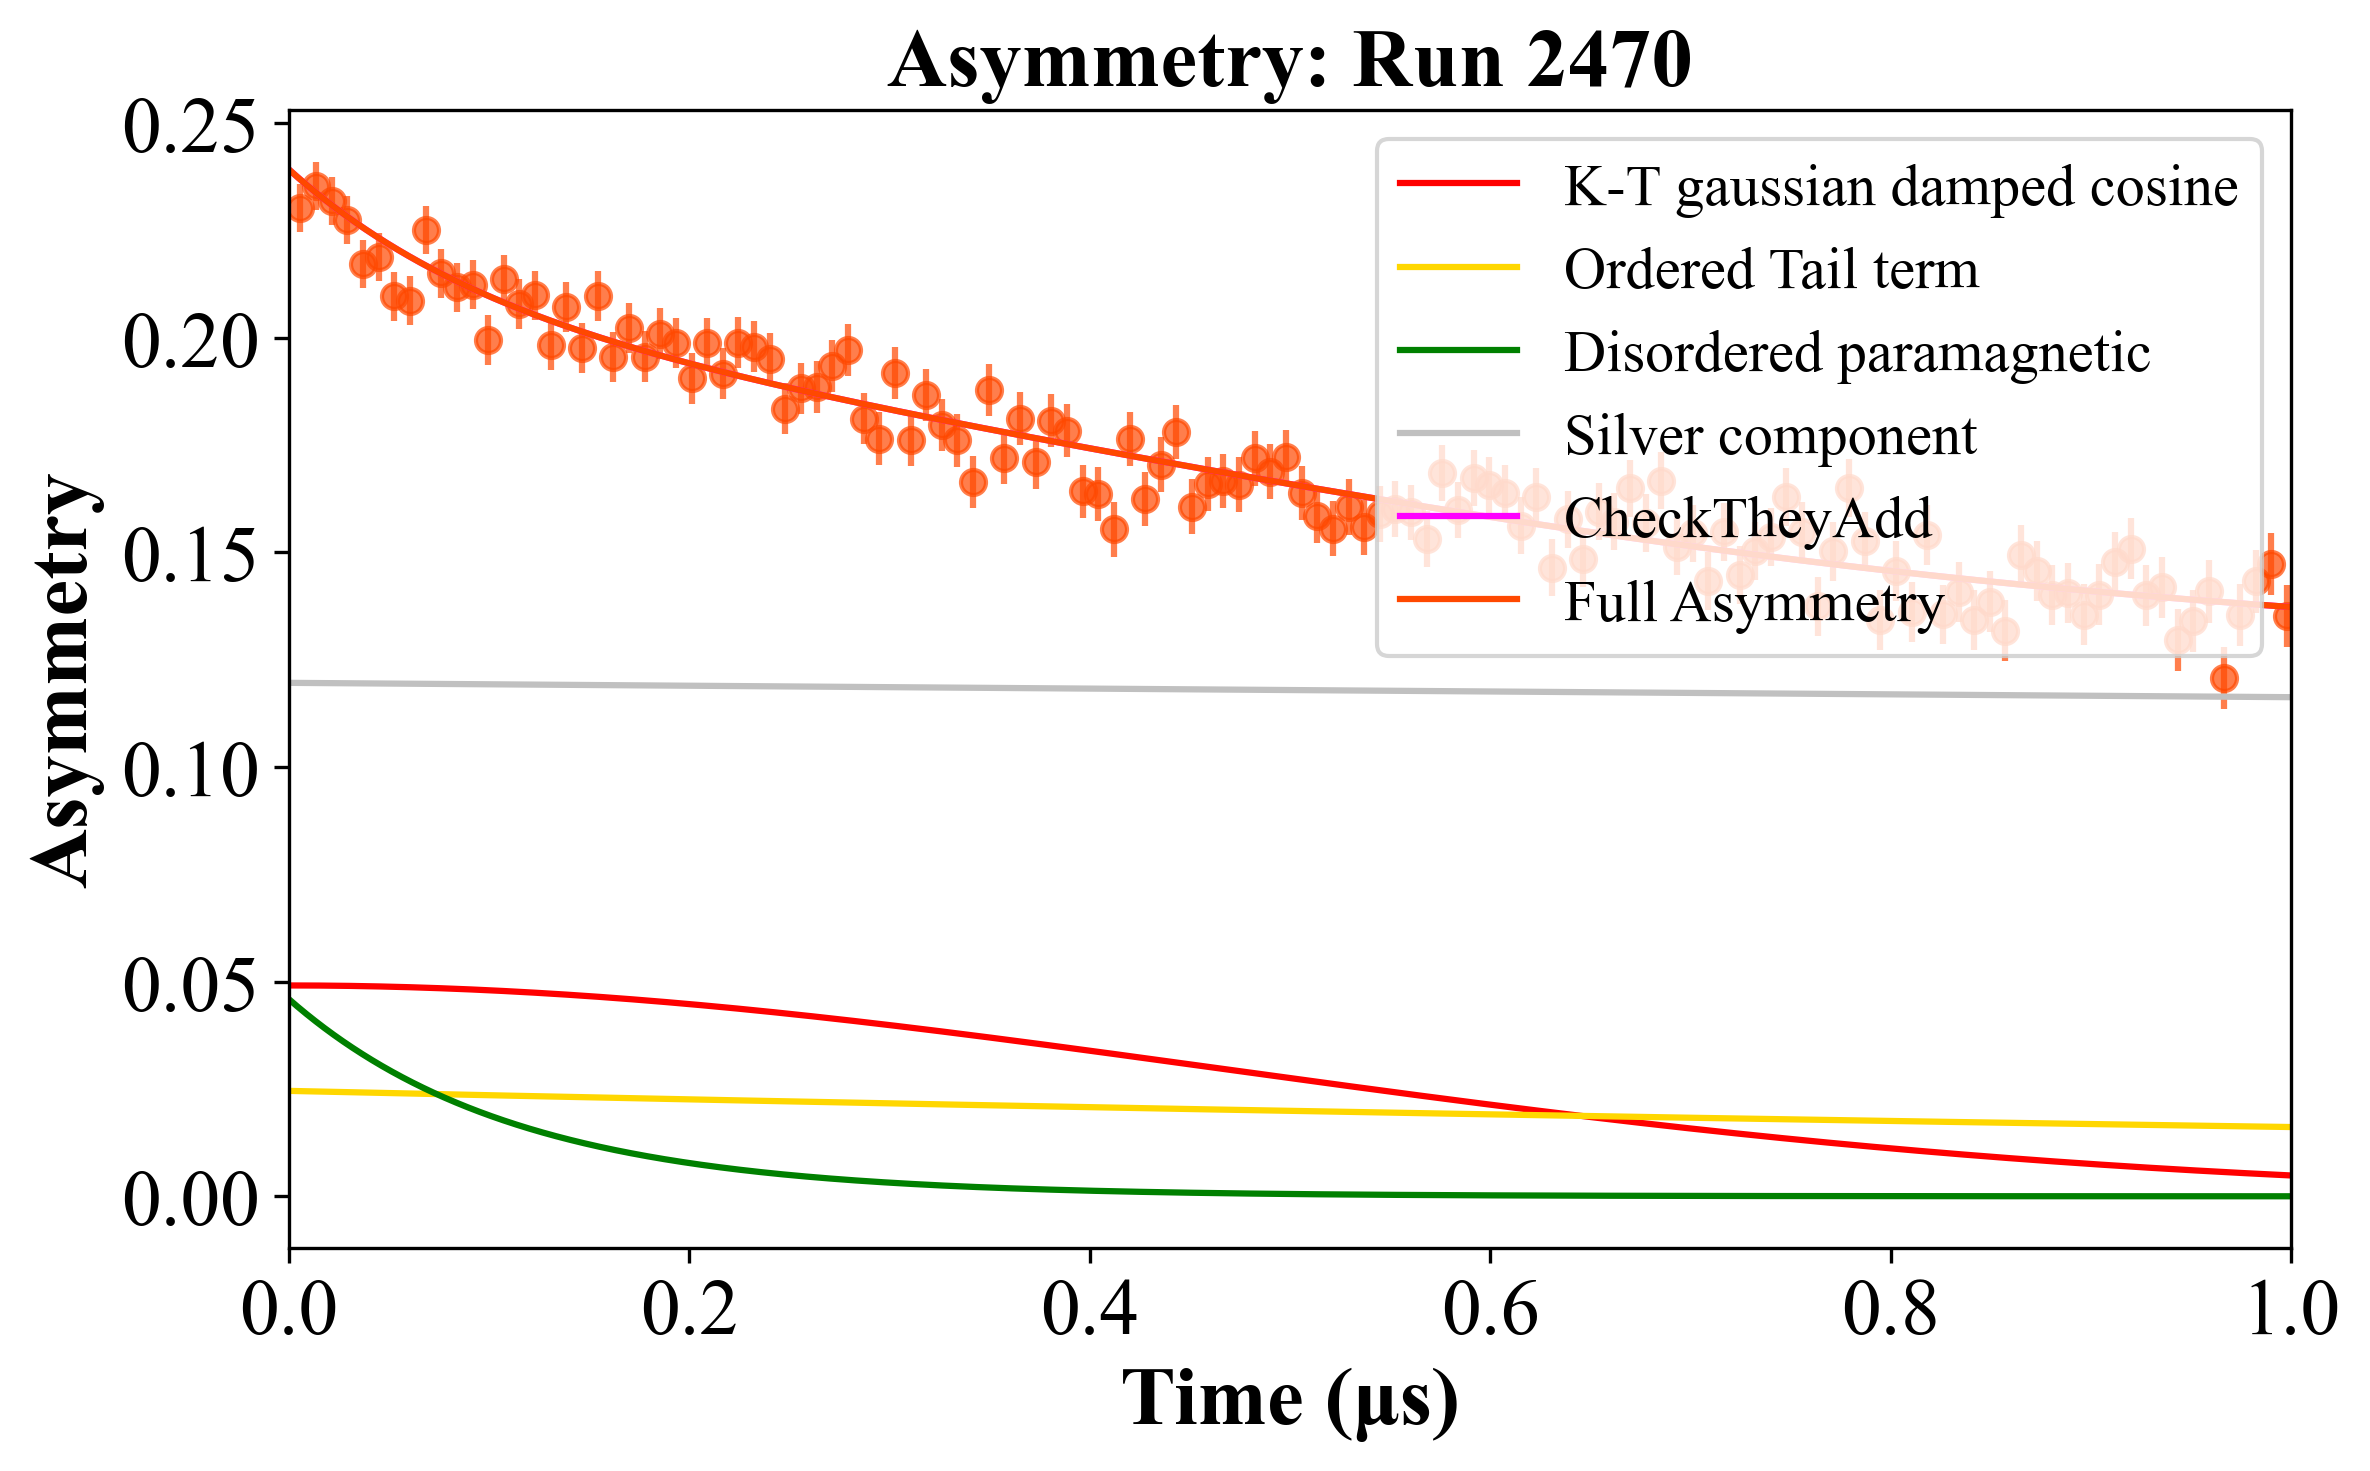 Asymmetry: Run 2470
0.25
0.20
0.15
0.10
0.05
0.00
Asymmetry
K-T gaussian damped cosine
Ordered Tail term
Disordered paramagnetic
Silver component
CheckTheyAdd
Full Asymmetry
0.0 0.2 0.4 0.6 0.8 1.0
Time (μs)